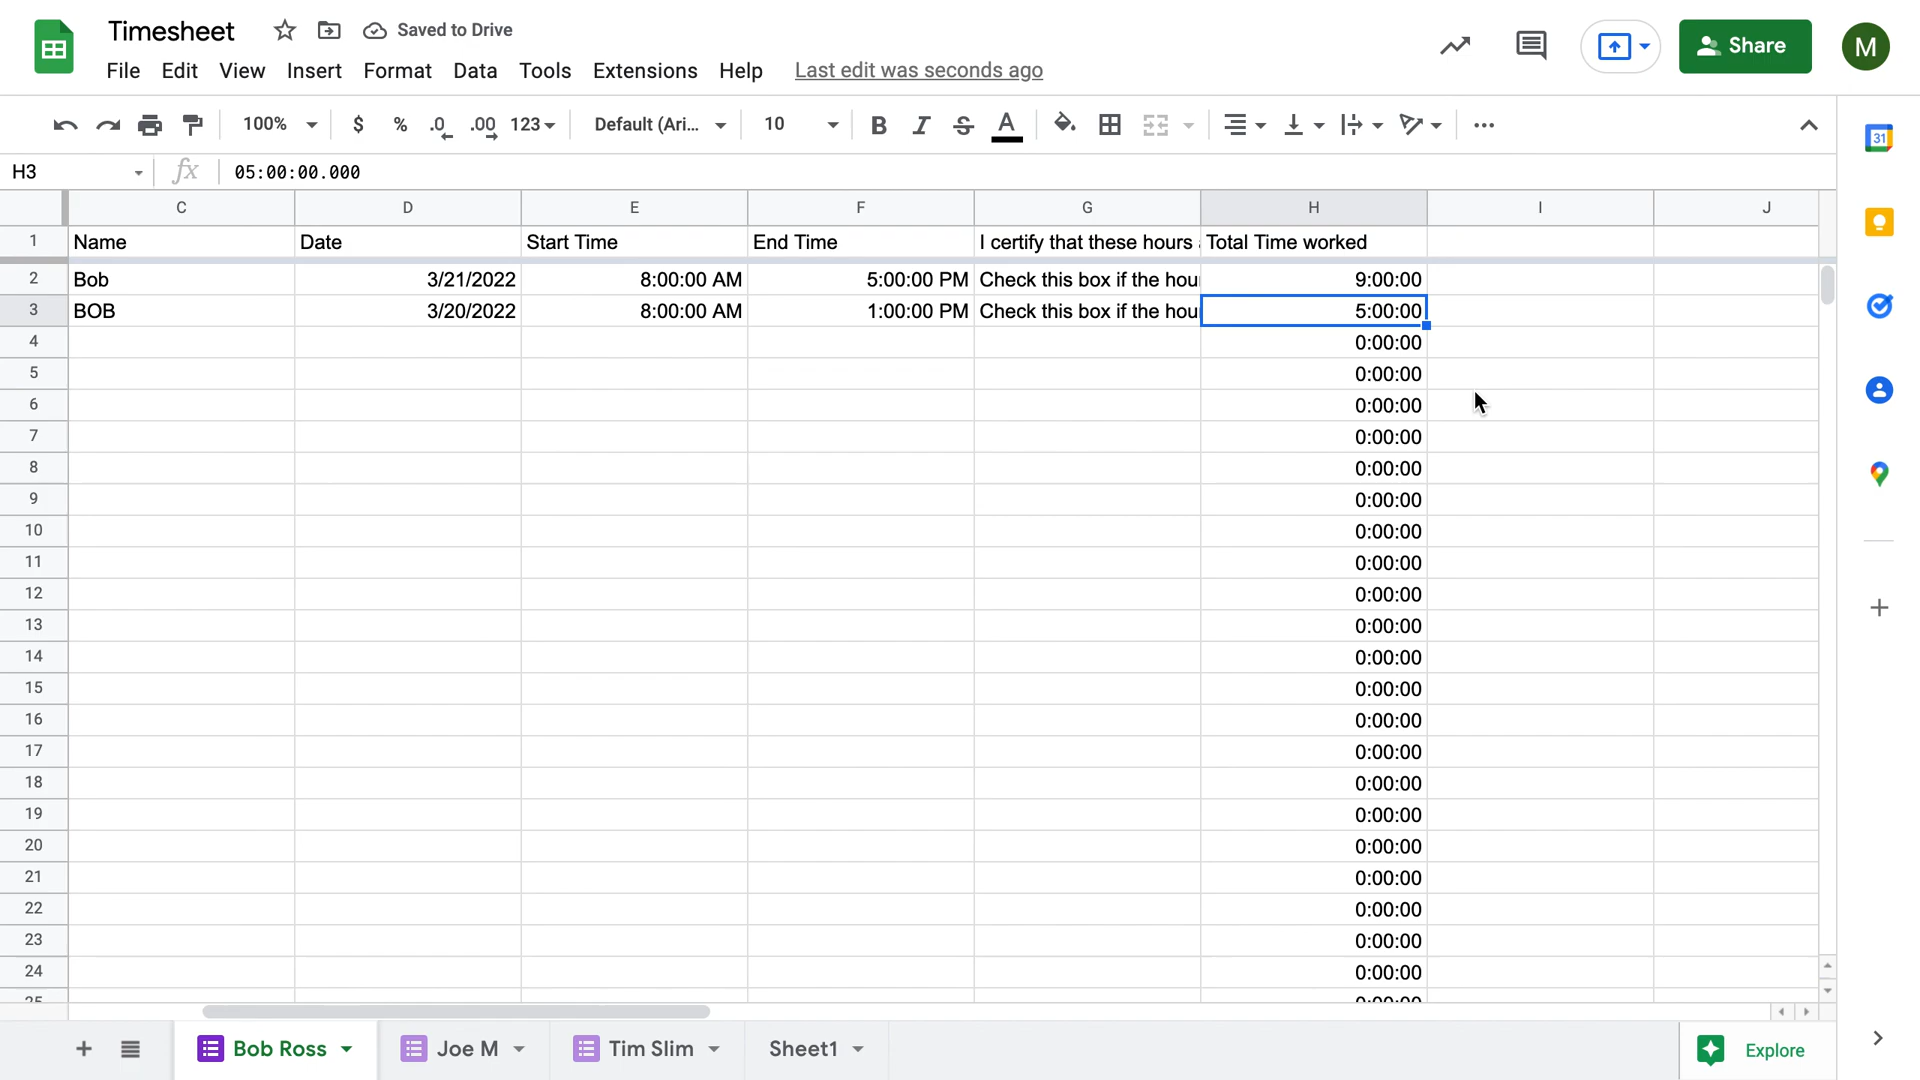 Timesheet Saved to Drive
File Edit View Insert Format Data Tools Extensions Help Last edit was seconds ago
Share M
100% $ % .0 .00 123 Default (Ari... 10 B I S A
31
H3 fx 05:00:00.000
C D E F G H I J
1 Name Date Start Time End Time I certify that these hours Total Time worked
2 Bob 3/21/2022 8:00:00 AM 5:00:00 PM Check this box if the hou 9:00:00
3 BOB 3/20/2022 8:00:00 AM 1:00:00 PM Check this box if the hou 5:00:00
4 0:00:00
5 0:00:00
6 0:00:00
7 0:00:00
8 0:00:00
9 0:00:00
10 0:00:00
11 0:00:00
12 0:00:00
13 0:00:00
14 0:00:00
15 0:00:00
16 0:00:00
17 0:00:00
18 0:00:00
19 0:00:00
20 0:00:00
21 0:00:00
22 0:00:00
23 0:00:00
24 0:00:00
25 0:00:00
Bob Ross Joe M Tim Slim Sheet1 Explore